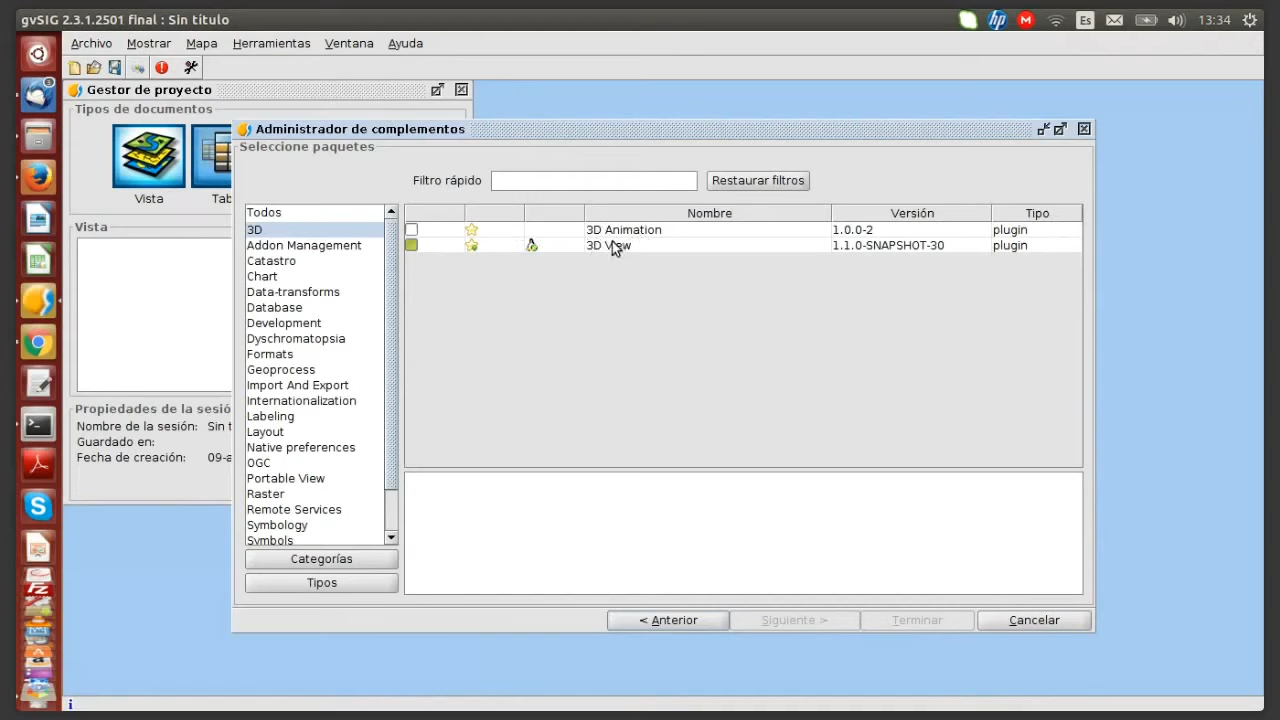 gvSIG 2.3.1.2501 final : Sin título
hp
M
Es
13:34
Archivo Mostrar Mapa Herramientas Ventana Ayuda
Gestor de proyecto
Tipos de documentos
Vista
Tab
Vista
Propiedades de la sesió
Nombre de la sesión: Sin t
Guardado en:
Fecha de creación: 09-a
Administrador de complementos
Seleccione paquetes
Filtro rápido
Restaurar filtros
Todos
3D
Addon Management
Catastro
Chart
Data-transforms
Database
Development
Dyschromatopsia
Formats
Geoprocess
Import And Export
Internationalization
Labeling
Layout
Native preferences
OGC
Portable View
Raster
Remote Services
Symbology
Symbols
Categorías
Tipos
Nombre Versión Tipo
3D Animation 1.0.0-2 plugin
3D View 1.1.0-SNAPSHOT-30 plugin
< Anterior
Siguiente >
Terminar
Cancelar
i